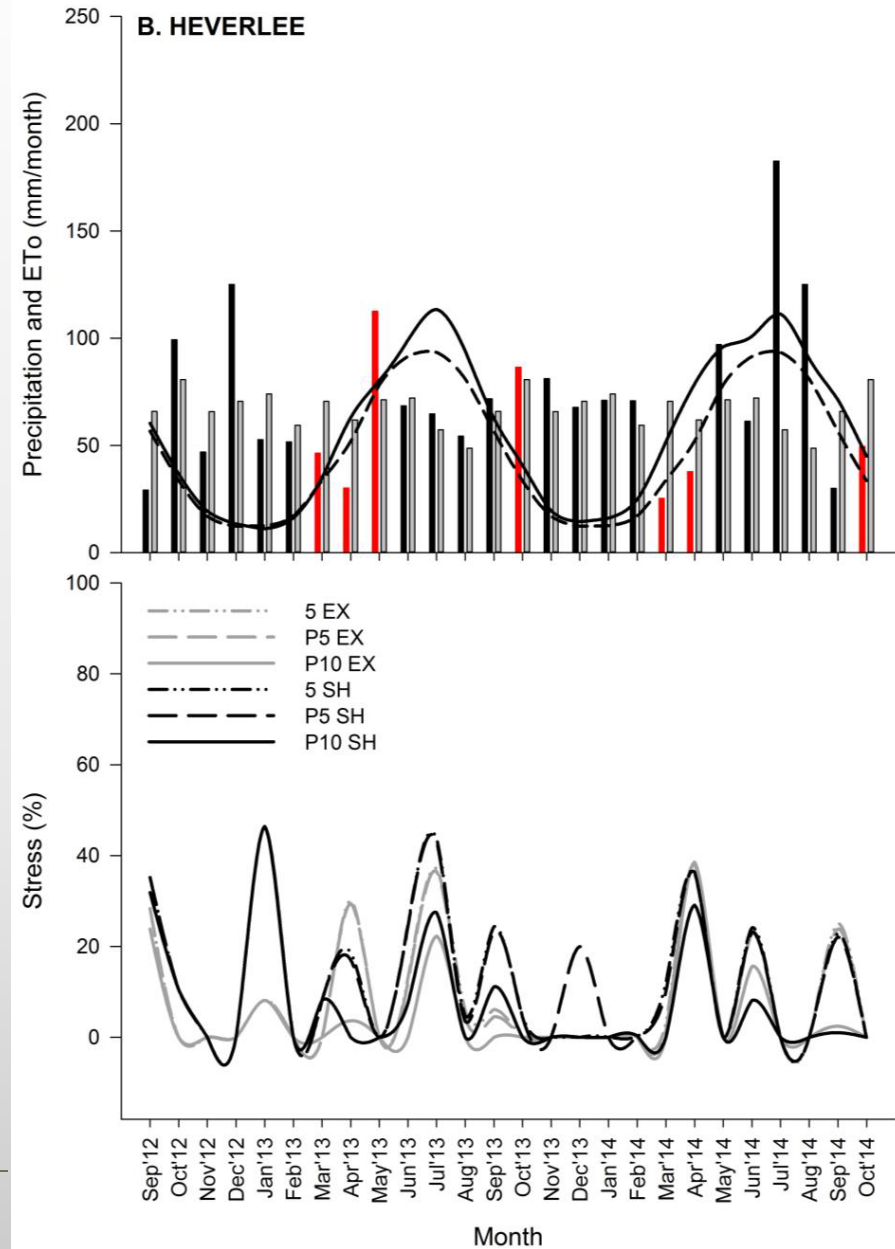 B. HEVERLEE
Precipitation and ETo (mm/month)
250
200
150
100
50
0
Stress (%)
100
80
60
40
20
0
5 EX
P5 EX
P10 EX
5 SH
P5 SH
P10 SH
Sep'12
Oct'12
Nov'12
Dec'12
Jan'13
Feb'13
Mar'13
Apr'13
May'13
Jun'13
Jul'13
Aug'13
Sep'13
Oct'13
Nov'13
Dec'13
Jan'14
Feb'14
Mar'14
Apr'14
May'14
Jun'14
Jul'14
Aug'14
Sep'14
Oct'14
Month